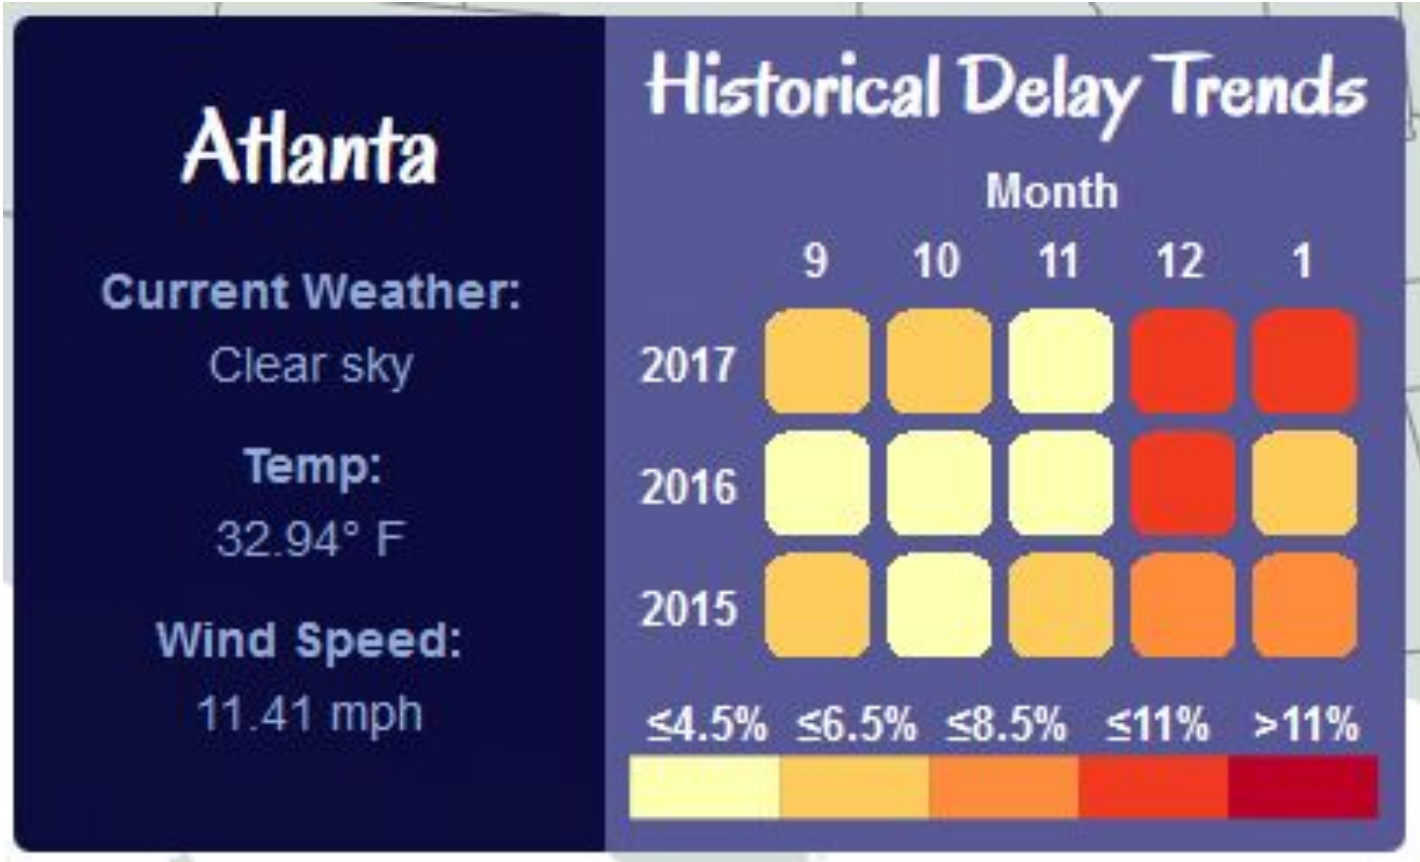 Atlanta
Current Weather:
Clear sky
Temp:
32.94° F
Wind Speed:
11.41 mph
Historical Delay Trends
Month
9 10 11 12 1
2017
2016
2015
≤4.5% ≤6.5% ≤8.5% ≤11% >11%